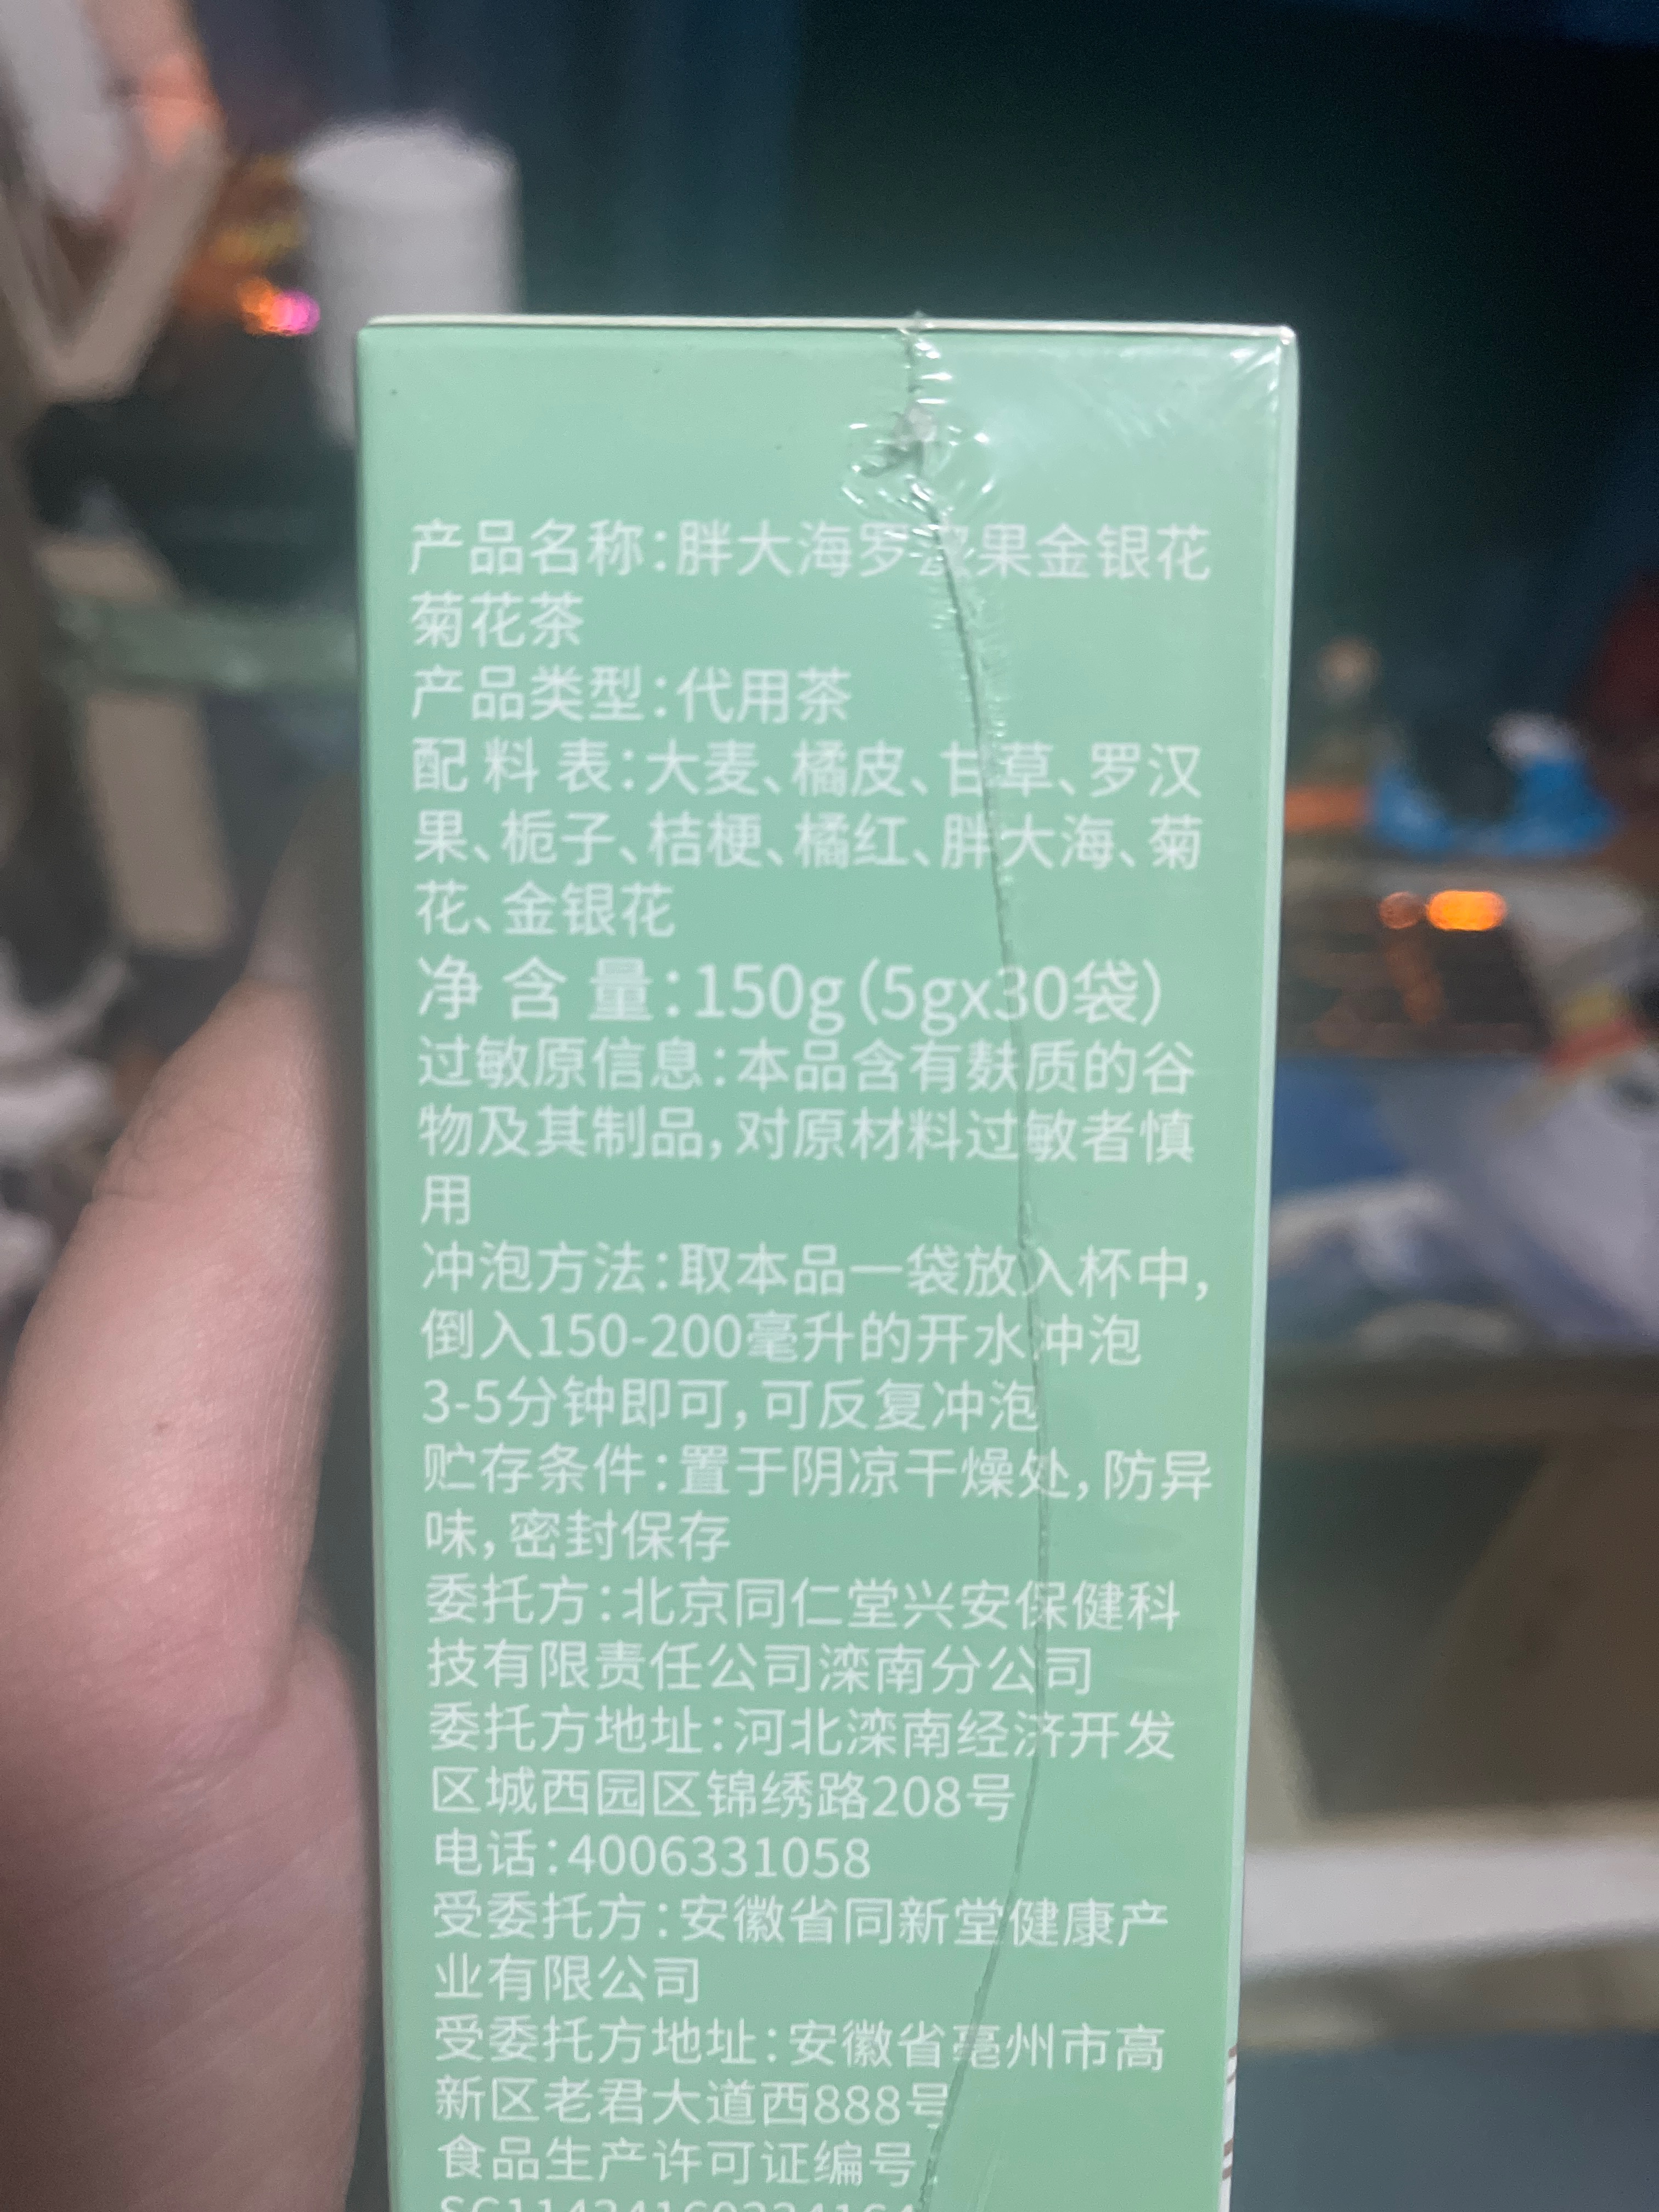 产品名称：胖大海罗汉果金银花
菊花茶
产品类型：代用茶
配 料 表：大麦、橘皮、甘草、罗汉
果、栀子、桔梗、橘红、胖大海、菊
花、金银花
净 含 量：150g（5gx30袋）
过敏原信息：本品含有麸质的谷
物及其制品，对原材料过敏者慎
用
冲泡方法：取本品一袋放入杯中，
倒入150-200毫升的开水冲泡
3-5分钟即可，可反复冲泡
贮存条件：置于阴凉干燥处，防异
味，密封保存
委托方：北京同仁堂兴安保健科
技有限责任公司滦南分公司
委托方地址：河北滦南经济开发
区城西园区锦绣路208号
电话：4006331058
受委托方：安徽省同新堂健康产
业有限公司
受委托方地址：安徽省亳州市高
新区老君大道西888号
食品生产许可证编号：